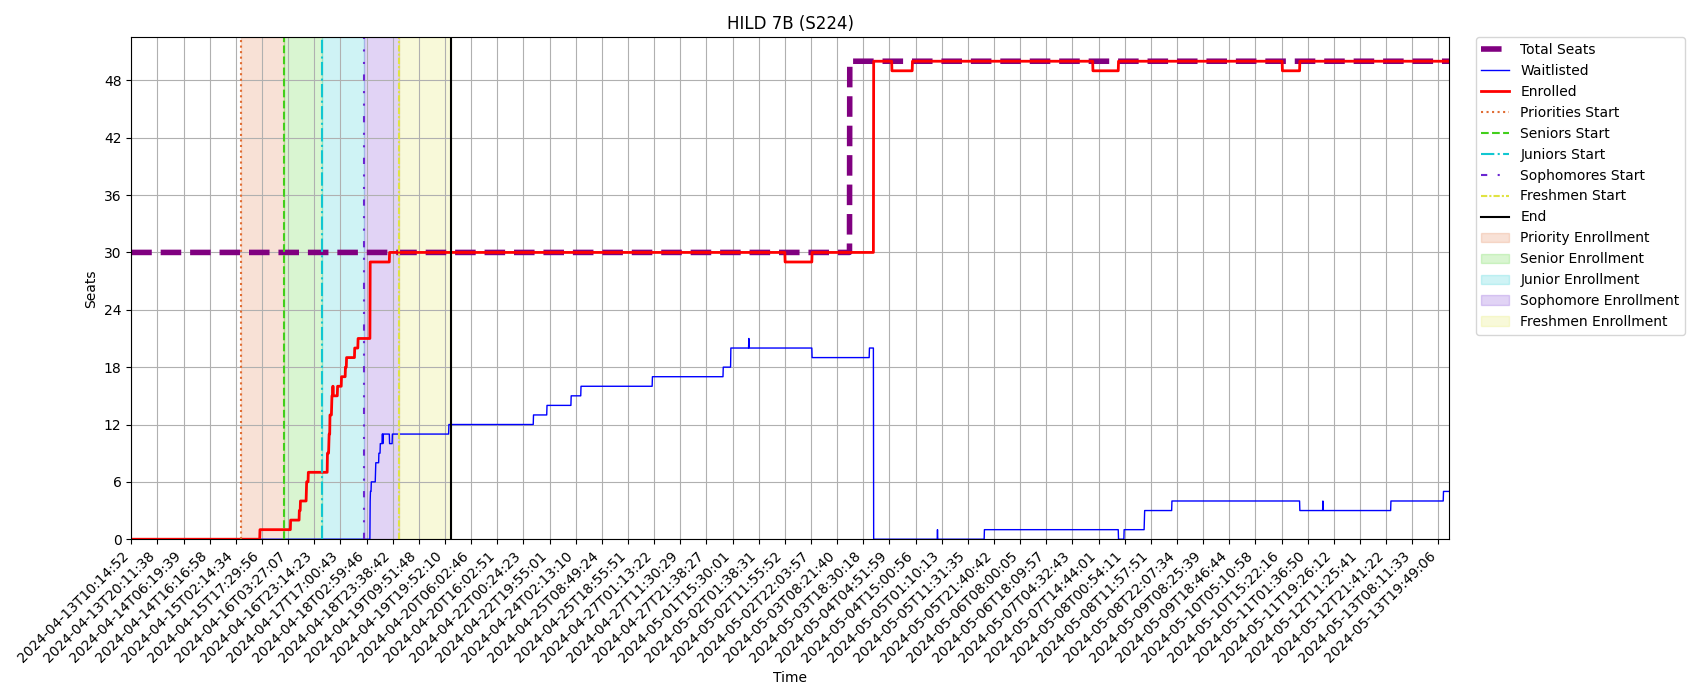 HILD 7B (S224)
Total Seats
Waitlisted
Enrolled
Priorities Start
Seniors Start
Juniors Start
Sophomores Start
Freshmen Start
End
Priority Enrollment
Senior Enrollment
Junior Enrollment
Sophomore Enrollment
Freshmen Enrollment
Seats
48
42
36
30
24
18
12
6
0
2024-04-13T10:14:52
2024-04-13T20:11:38
2024-04-14T06:19:39
2024-04-14T16:16:58
2024-04-15T02:14:34
2024-04-15T17:29:56
2024-04-16T03:27:07
2024-04-16T23:14:23
2024-04-17T17:00:43
2024-04-18T02:59:46
2024-04-18T23:38:42
2024-04-19T09:51:48
2024-04-19T19:52:10
2024-04-20T06:02:46
2024-04-20T16:02:51
2024-04-22T00:24:23
2024-04-22T19:55:01
2024-04-24T02:13:10
2024-04-25T08:49:24
2024-04-25T18:55:51
2024-04-27T01:13:22
2024-04-27T11:30:29
2024-04-27T21:38:27
2024-05-01T15:30:01
2024-05-02T01:38:31
2024-05-02T11:55:52
2024-05-02T22:03:57
2024-05-03T08:21:40
2024-05-03T18:30:18
2024-05-04T04:51:59
2024-05-04T15:00:56
2024-05-05T01:10:13
2024-05-05T11:31:35
2024-05-05T21:40:42
2024-05-06T08:00:05
2024-05-06T18:09:57
2024-05-07T04:32:43
2024-05-07T14:44:01
2024-05-08T00:54:11
2024-05-08T11:57:51
2024-05-08T22:07:34
2024-05-09T08:25:39
2024-05-09T18:46:44
2024-05-10T05:10:58
2024-05-10T15:22:16
2024-05-11T01:36:50
2024-05-11T19:26:12
2024-05-12T11:25:41
2024-05-12T21:41:22
2024-05-13T08:11:33
2024-05-13T19:49:06
Time